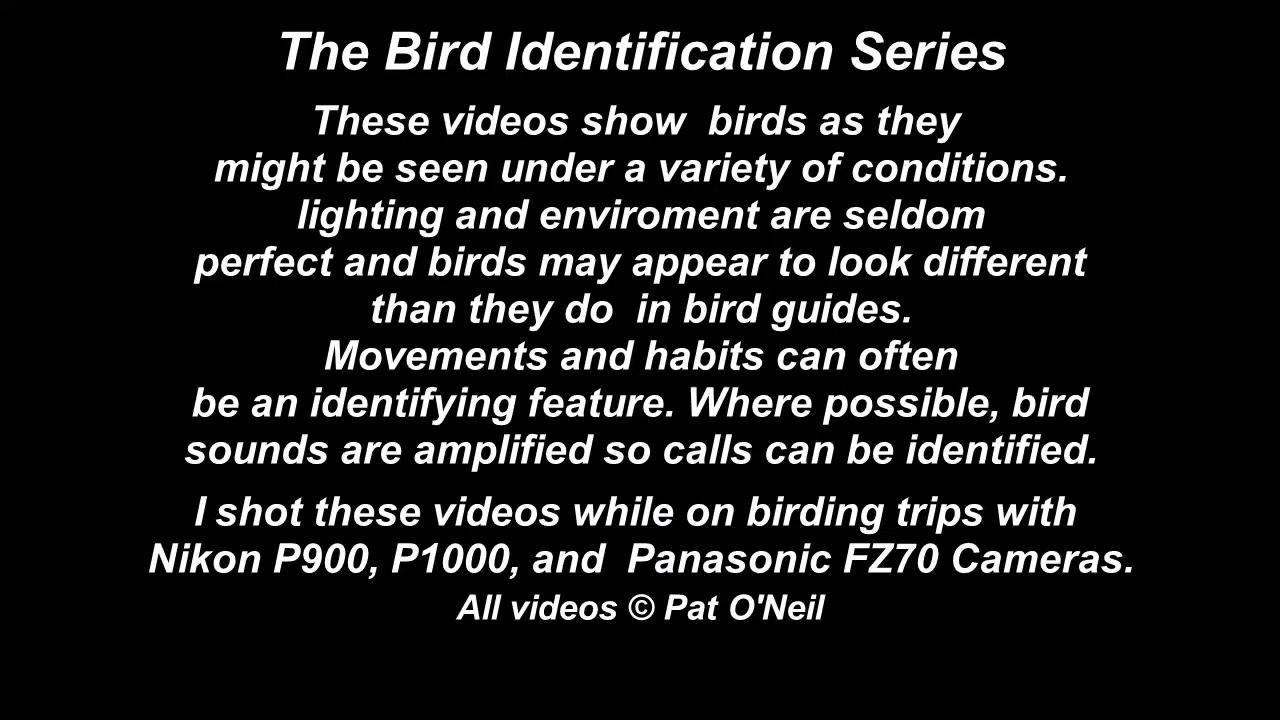 The Bird Identification Series
These videos show  birds as they
might be seen under a variety of conditions.
lighting and enviroment are seldom
perfect and birds may appear to look different
than they do  in bird guides.
Movements and habits can often
be an identifying feature. Where possible, bird
sounds are amplified so calls can be identified.
I shot these videos while on birding trips with
Nikon P900, P1000, and  Panasonic FZ70 Cameras.
All videos © Pat O'Neil